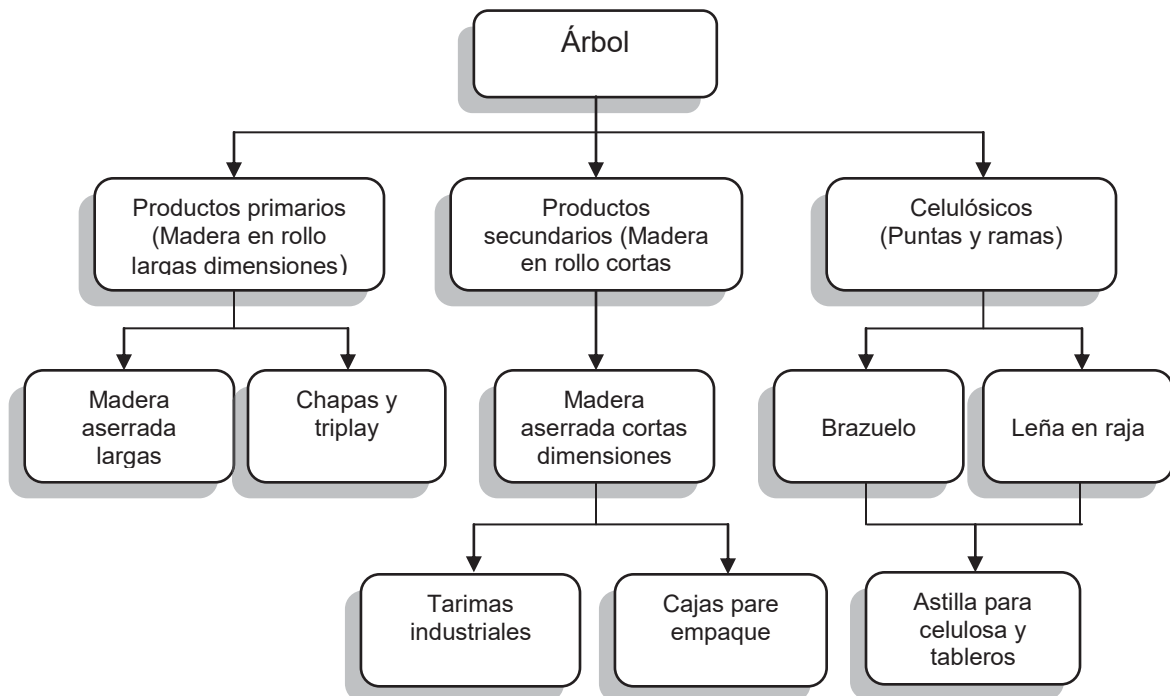 Árbol
Productos primarios
(Madera en rollo
largas dimensiones)
Productos
secundarios (Madera
en rollo cortas
Celulósicos
(Puntas y ramas)
Madera
aserrada
largas
Chapas y
triplay
Madera
aserrada cortas
dimensiones
Brazuelo
Leña en raja
Tarimas
industriales
Cajas pare
empaque
Astilla para
celulosa y
tableros